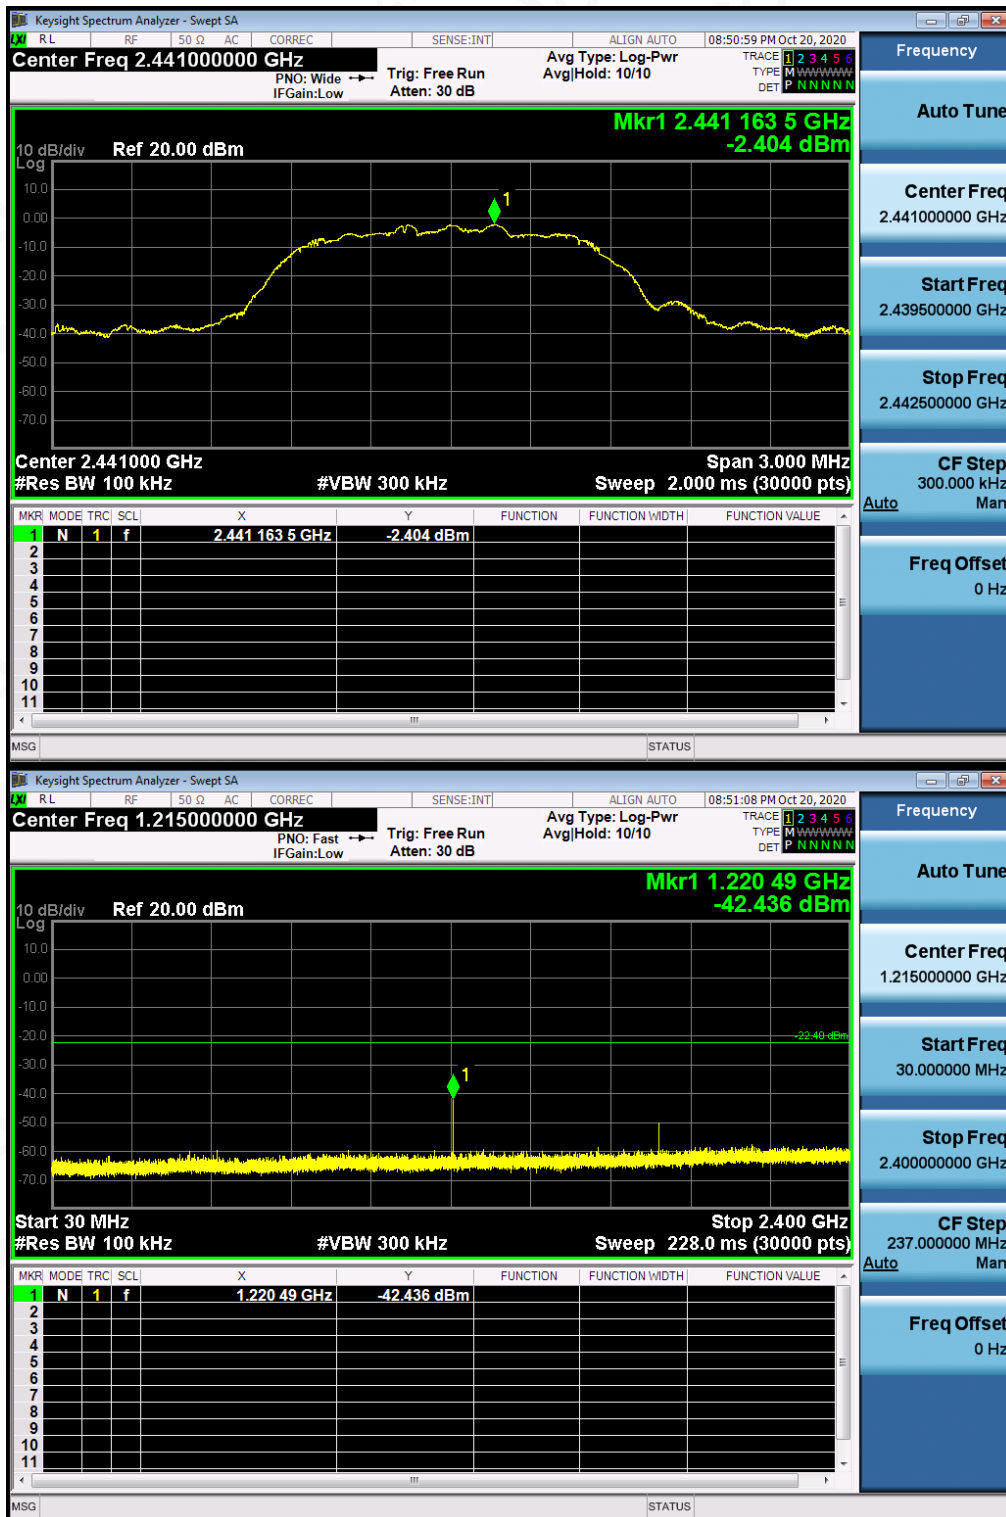 Keysight Spectrum Analyzer - Swept SA
LXI RL RF 50 Ω AC CORREC SENSE:INT ALIGN AUTO 08:50:59 PM Oct 20, 2020
Center Freq 2.441000000 GHz
PNO: Wide
IFGain:Low
Trig: Free Run
Atten: 30 dB
Avg Type: Log-Pwr
Avg|Hold: 10/10
TRACE 1 2 3 4 5 6
TYPE M WWWWW
DET P N N N N N
Mkr1 2.441 163 5 GHz
-2.404 dBm
10 dB/div Ref 20.00 dBm
Log
10.0
0.00
-10.0
-20.0
-30.0
-40.0
-50.0
-60.0
-70.0
1
Center 2.441000 GHz Span 3.000 MHz
#Res BW 100 kHz #VBW 300 kHz Sweep 2.000 ms (30000 pts)
MKR MODE TRC SCL X Y FUNCTION FUNCTION WIDTH FUNCTION VALUE
1 N 1 f 2.441 163 5 GHz -2.404 dBm
2
3
4
5
6
7
8
9
10
11
MSG STATUS
Frequency
Auto Tune
Center Freq
2.441000000 GHz
Start Freq
2.439500000 GHz
Stop Freq
2.442500000 GHz
CF Step
300.000 kHz
Auto Man
Freq Offset
0 Hz
Keysight Spectrum Analyzer - Swept SA
LXI RL RF 50 Ω AC CORREC SENSE:INT ALIGN AUTO 08:51:08 PM Oct 20, 2020
Center Freq 1.215000000 GHz
PNO: Fast
IFGain:Low
Trig: Free Run
Atten: 30 dB
Avg Type: Log-Pwr
Avg|Hold: 10/10
TRACE 1 2 3 4 5 6
TYPE M WWWWW
DET P N N N N N
Mkr1 1.220 49 GHz
-42.436 dBm
10 dB/div Ref 20.00 dBm
Log
10.0
0.00
-10.0
-20.0
-30.0
-40.0
-50.0
-60.0
-70.0
-22.40 dBm
1
Start 30 MHz Stop 2.400 GHz
#Res BW 100 kHz #VBW 300 kHz Sweep 228.0 ms (30000 pts)
MKR MODE TRC SCL X Y FUNCTION FUNCTION WIDTH FUNCTION VALUE
1 N 1 f 1.220 49 GHz -42.436 dBm
2
3
4
5
6
7
8
9
10
11
MSG STATUS
Frequency
Auto Tune
Center Freq
1.215000000 GHz
Start Freq
30.000000 MHz
Stop Freq
2.400000000 GHz
CF Step
237.000000 MHz
Auto Man
Freq Offset
0 Hz